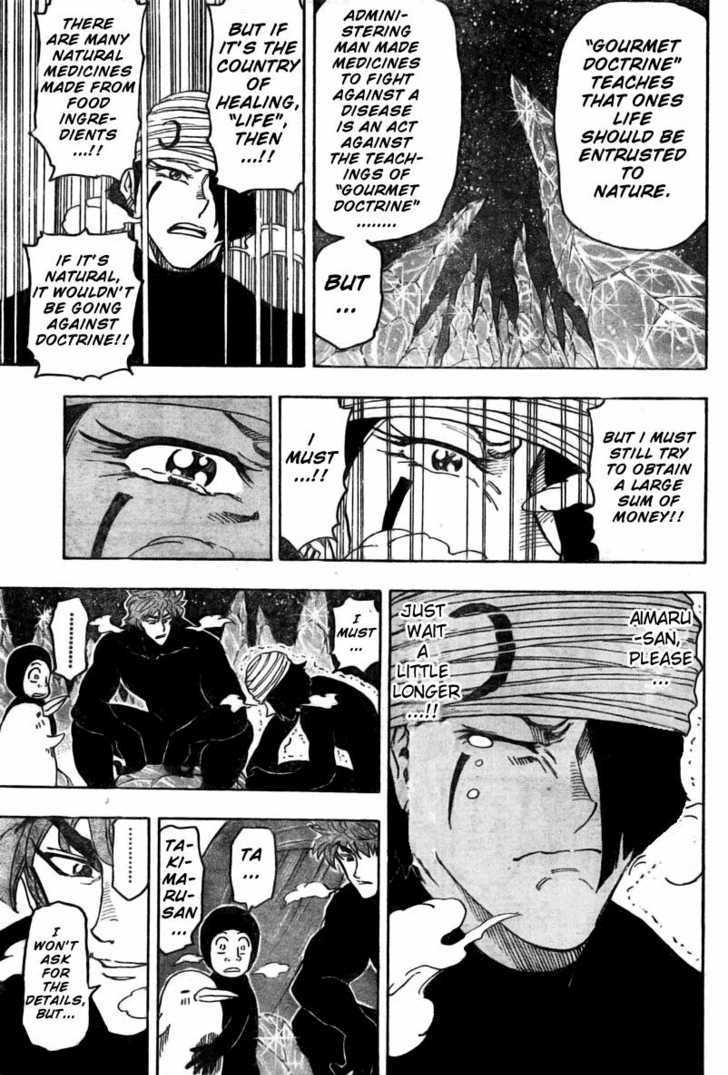 "GOURMET
DOCTRINE"
TEACHES
THAT ONES
LIFE
SHOULD BE
ENTRUSTED
TO
NATURE.
ADMINI-
STERING
MAN MADE
MEDICINES
TO FIGHT
AGAINST A
DISEASE
IS AN ACT
AGAINST
THE TEACH-
INGS OF
"GOURMET
DOCTRINE"
........
BUT
...
BUT IF
IT'S THE
COUNTRY
OF
HEALING,
"LIFE",
THEN
...!!
THERE
ARE MANY
NATURAL
MEDICINES
MADE FROM
FOOD
INGRE-
DIENTS
...!!
IF IT'S
NATURAL,
IT WOULDN'T
BE GOING
AGAINST
DOCTRINE!!
BUT I MUST
STILL TRY
TO OBTAIN
A LARGE
SUM OF
MONEY!!
I
MUST
...!!
I
MUST
...
.........
AIMARU
-SAN,
PLEASE
...
JUST
WAIT
A
LITTLE
LONGER
...!!
TA
...
TA-
KI-
MA-
RU-
SAN
...
.........
I
WON'T
ASK
FOR
THE
DETAILS,
BUT...